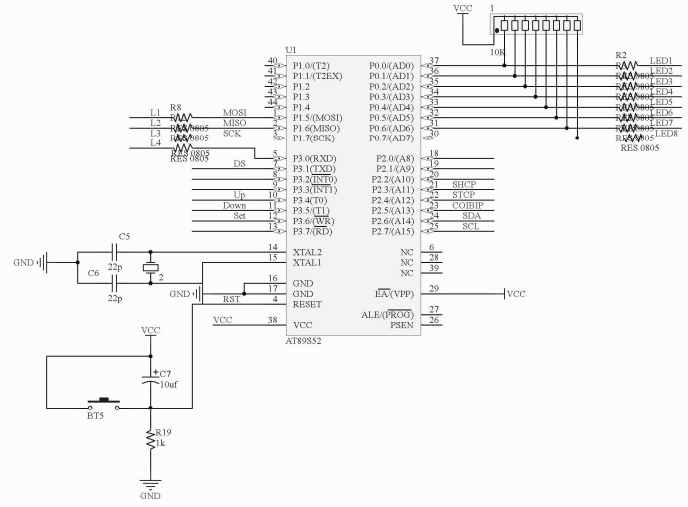 VCC
1
10K
U1
40 P1.0/(T2) P0.0/(AD0) 37 R2 LED1
41 P1.1/(T2EX) P0.1/(AD1) 36 LED2
42 P1.2 P0.2/(AD2) 35 LED3
43 P1.3 P0.3/(AD3) 34 LED4
44 P1.4 P0.4/(AD4) 33 LED5
L1 R8 MOSI 1 P1.5/(MOSI) P0.5/(AD5) 32 LED6
L2 MISO 2 P1.6(MISO) P0.6/(AD6) 31 LED7
L3 RES 0805 SCK 3 P1.7(SCK) P0.7/(AD7) 30 LED8
L4 RES 0805 RES 0805
5 P3.0(RXD) P2.0/(A8) 18
DS 7 P3.1(TXD) P2.1/(A9) 19
8 P3.2(INT0) P2.2/(A10) 20
9 P3.3(INT1) P2.3/(A11) 21 SHCP
Up 10 P3.4(T0) P2.4/(A12) 22 STCP
Down 11 P3.5/(T1) P2.5/(A13) 23 COIBIP
Set 12 P3.6/(WR) P2.6/(A14) 24 SDA
13 P3.7/(RD) P2.7/(A15) 25 SCL
C5
22p
14 XTAL2 NC 6
15 XTAL1 NC 28
NC 39
GND
C6
22p
2
16 GND
GND 17 GND EA/(VPP) 29 VCC
RST 4 RESET
ALE/(PROG) 27
VCC 38 VCC PSEN 26
AT89S52
VCC
+
C7
10uf
BT5
R19
1k
GND